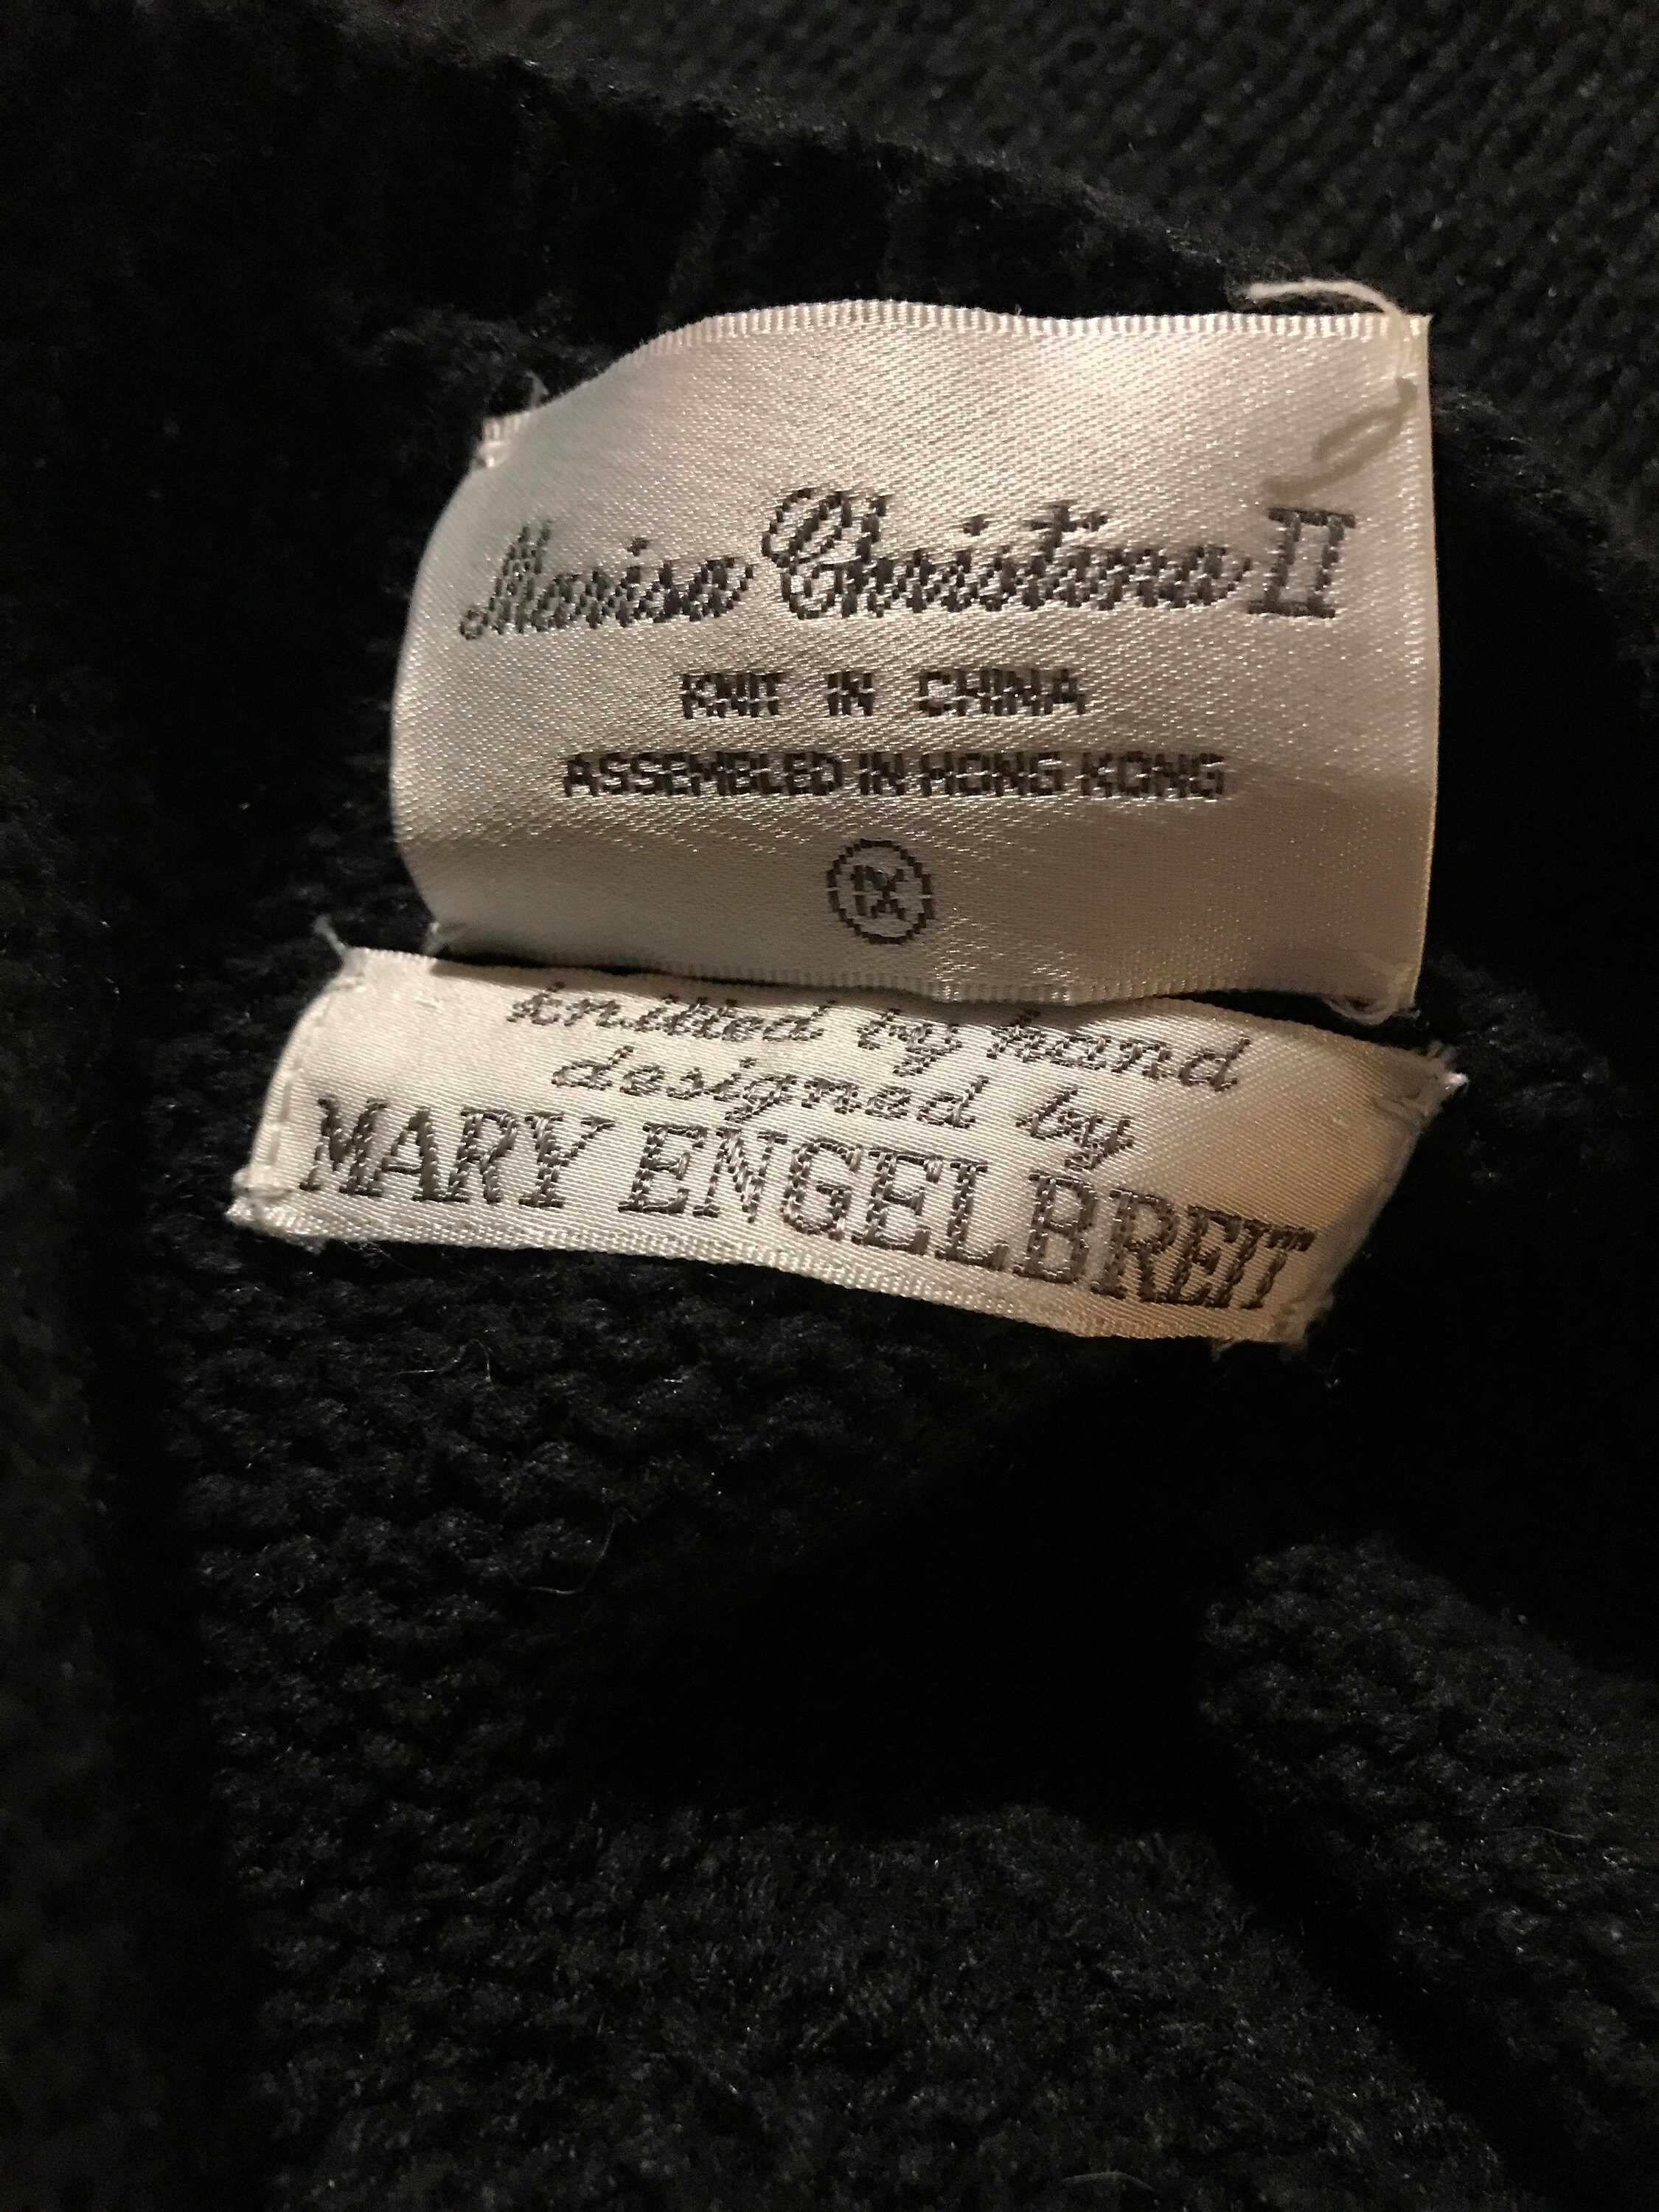 Marisa Christina II
KNIT IN CHINA
ASSEMBLED IN HONG KONG
1X
knitted by hand
designed by
MARY ENGELBREIT